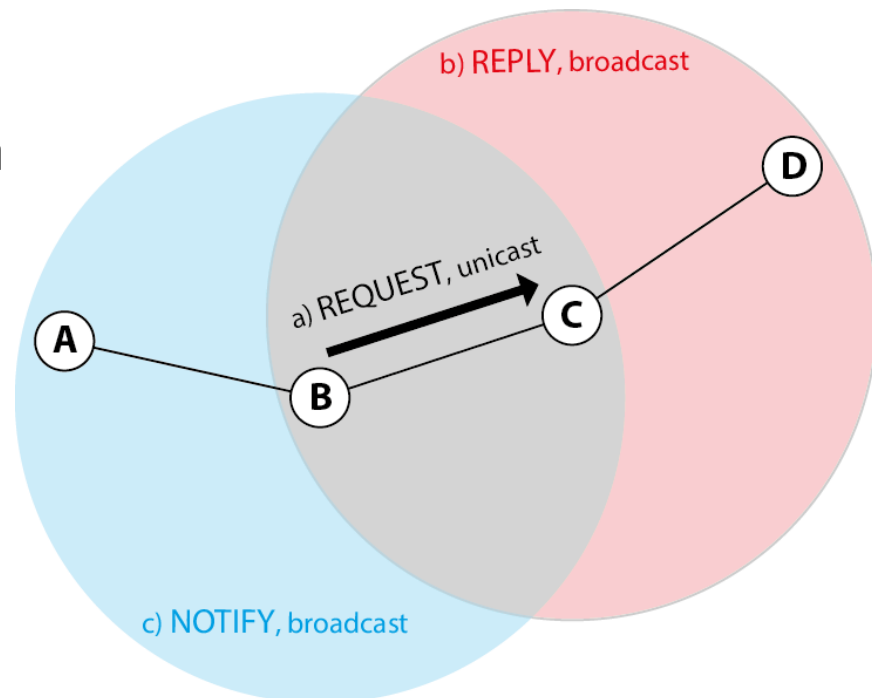 b) REPLY, broadcast
D
a) REQUEST, unicast
C
A
B
c) NOTIFY, broadcast